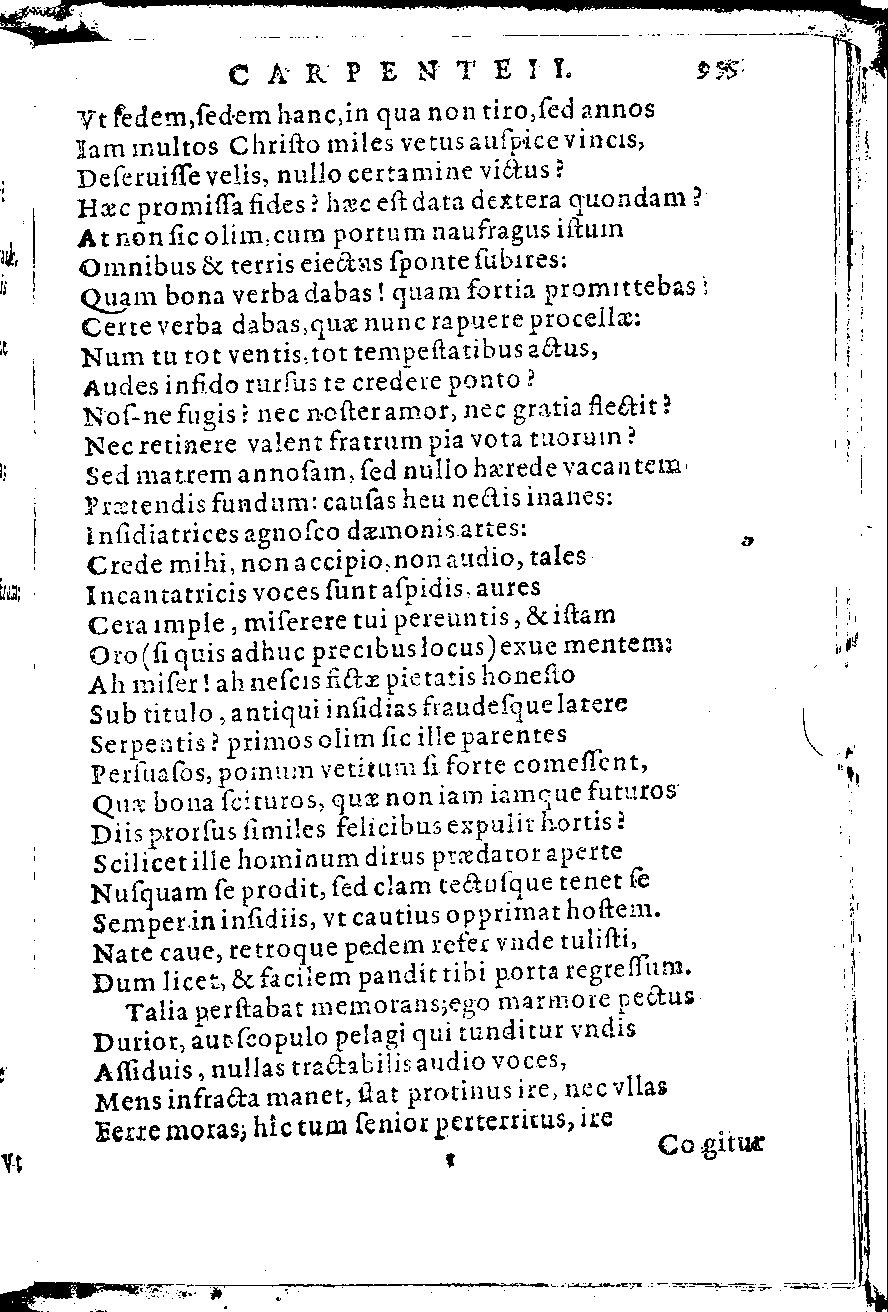 CARPENTEII.
Vt ſedem, ſedem hanc, in qua non tiro, ſed annos
Iam multos Chriſto miles vetus auſpice vincis,
Deſeruiſſe velis, nullo certamine victus?
Hæc promiſſa fides? hæc eſt data dextera quondam?
At non ſic olim, cum portum naufragus iſtum
Omnibus & terris eiectus ſponte ſubires:
Quam bona verba dabas! quam fortia promittebas!
Certe verba dabas, quæ nunc rapuere procellæ:
Num tu tot ventis, tot tempeſtatibus actus,
Audes infido rurſus te credere ponto?
Noſ-ne fugis? nec noſter amor, nec gratia flectit?
Nec retinere valent fratrum pia vota tuorum?
Sed matrem annoſam, ſed nullo hærede vacantem
Prætendis fundum: cauſas heu nectis inanes:
Inſidiatrices agnoſco dæmonis artes:
Crede mihi, non accipio, non audio, tales
Incantatricis voces ſunt aſpidis, aures
Cera imple, miſerere tui pereuntis, & iſtam
Oro (ſi quis adhuc precibus locus) exue mentem:
Ah miſer! ah neſcis fictæ pietatis honeſto
Sub titulo, antiqui inſidias fraudeſque latere
Serpentis? primos olim ſic ille parentes
Perſuaſos, pomum vetitum ſi forte comeſſent,
Quæ bona ſcituros, quæ non iam iamque futuros
Diis prorſus ſimiles felicibus expulit hortis?
Scilicet ille hominum dirus prædator aperte
Nuſquam ſe prodit, ſed clam tectuſque tenet ſe
Semper in inſidiis, vt cautius opprimat hoſtem.
Nate caue, retroque pedem refer vnde tuliſti,
Dum licet, & facilem pandit tibi porta regreſſum.
Talia perſtabat memorans; ego marmore pectus
Durior, aut ſcopulo pelagi qui tunditur vndis
Aſſiduis, nullas tractabilis audio voces,
Mens infracta manet, ſtat protinus ire, nec vllas
Ferre moras; hîc tum ſenior perterritus, ire
Cogitur
Vt